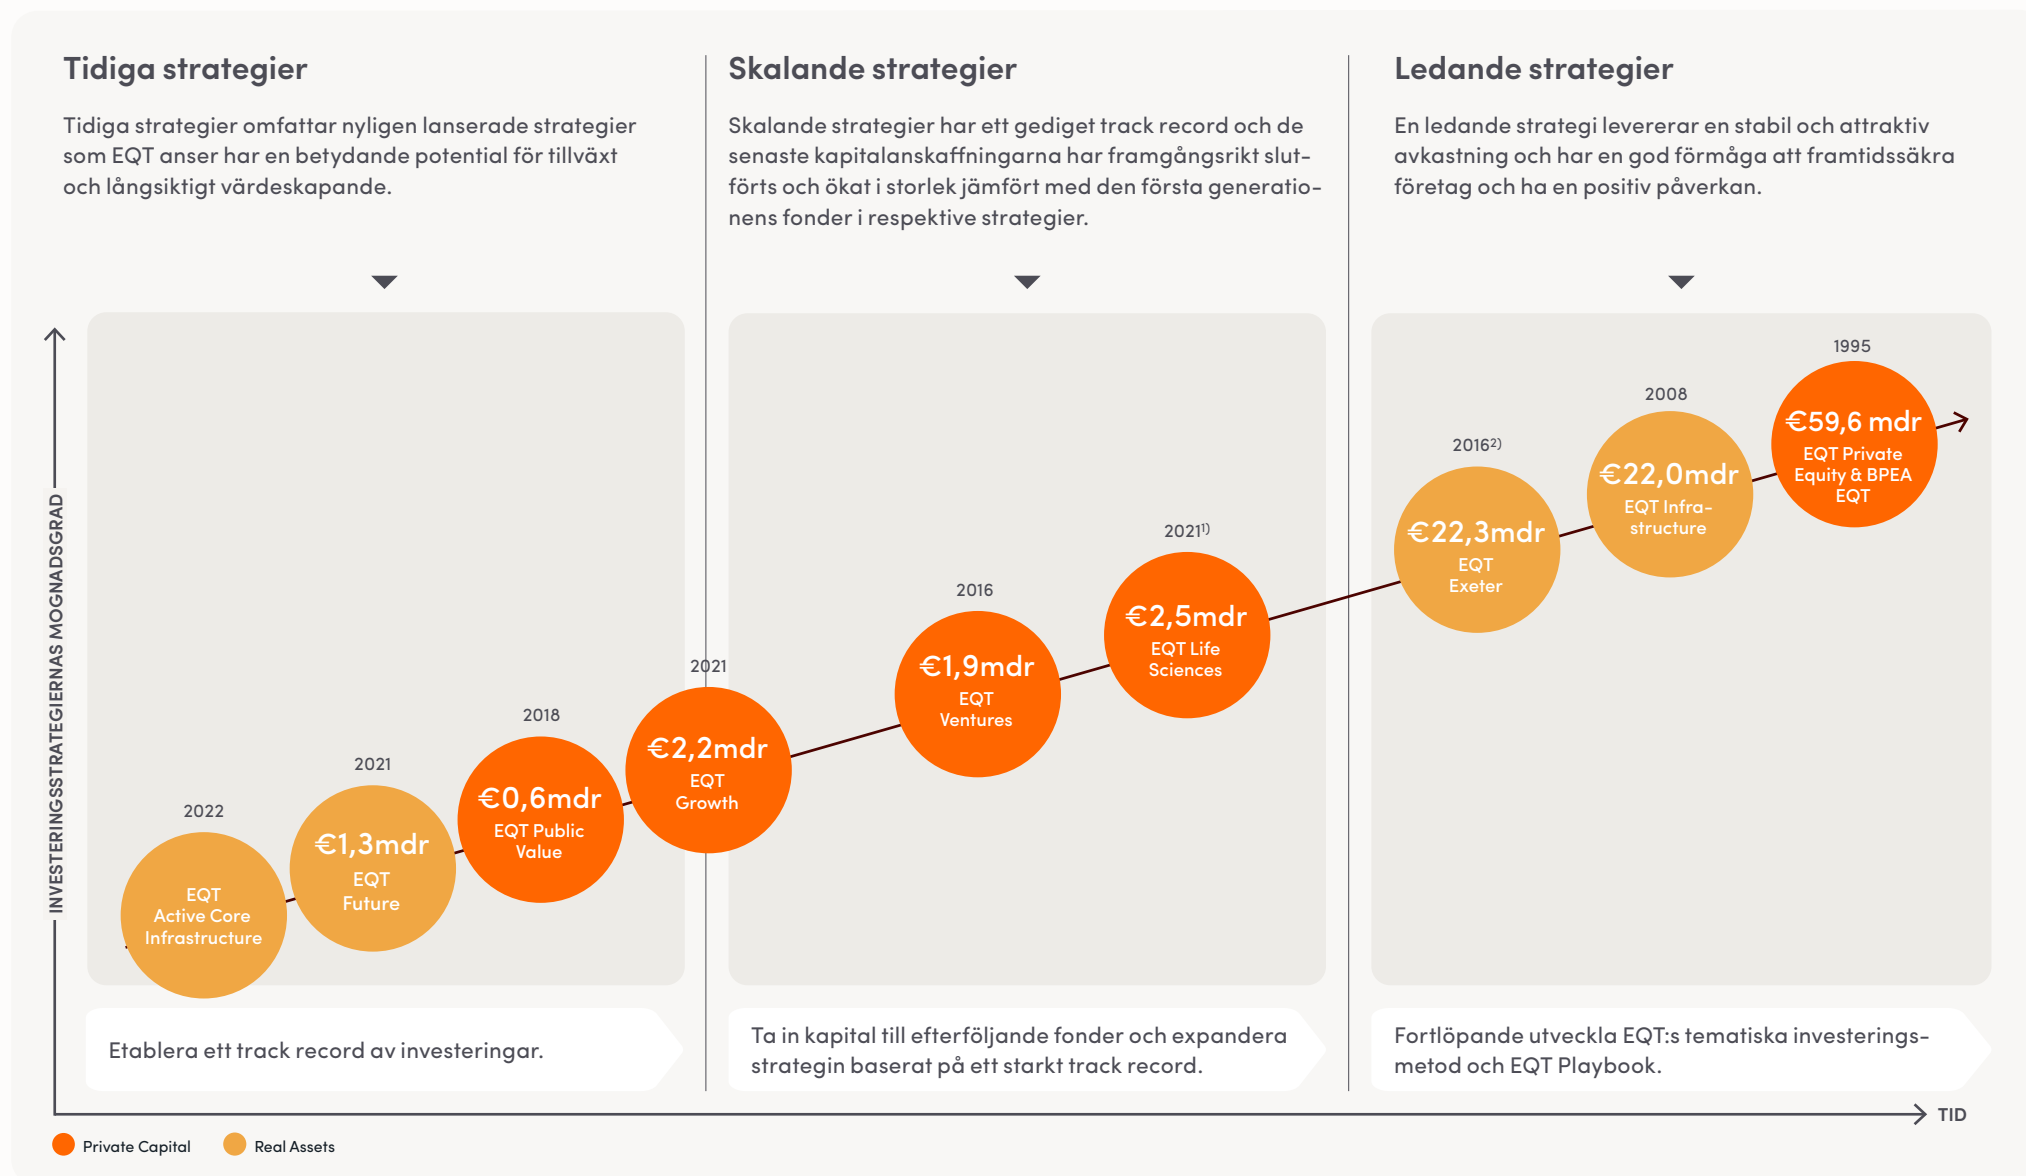 Tidiga strategier
Tidiga strategier omfattar nyligen lanserade strategier
som EQT anser har en betydande potential för tillväxt
och långsiktigt värdeskapande.
Skalande strategier
Skalande strategier har ett gediget track record och de
senaste kapitalanskaffningarna har framgångsrikt slut-
förts och ökat i storlek jämfört med den första generatio-
nens fonder i respektive strategier.
Ledande strategier
En ledande strategi levererar en stabil och attraktiv
avkastning och har en god förmåga att framtidssäkra
företag och ha en positiv påverkan.
INVESTERINGSSTRATEGIERNAS MOGNADSGRAD
2022
EQT
Active Core
Infrastructure
2021
€1,3mdr
EQT
Future
2018
€0,6mdr
EQT Public
Value
2021
€2,2mdr
EQT
Growth
2016
€1,9mdr
EQT
Ventures
2021¹⁾
€2,5mdr
EQT Life
Sciences
2016²⁾
€22,3mdr
EQT
Exeter
2008
€22,0mdr
EQT Infra-
structure
1995
€59,6 mdr
EQT Private
Equity & BPEA
EQT
Etablera ett track record av investeringar.
Ta in kapital till efterföljande fonder och expandera
strategin baserat på ett starkt track record.
Fortlöpande utveckla EQT:s tematiska investerings-
metod och EQT Playbook.
TID
Private Capital
Real Assets